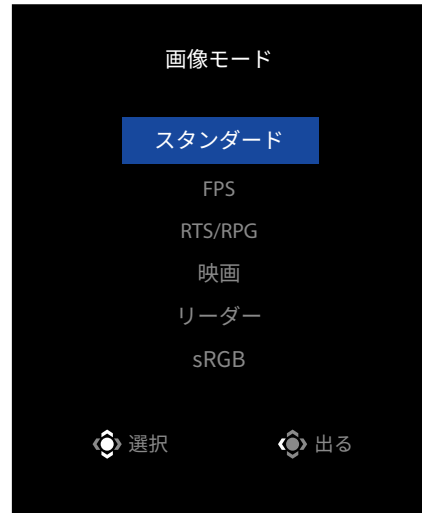 画像モード
スタンダード
FPS
RTS/RPG
映画
リーダー
sRGB
選択 出る